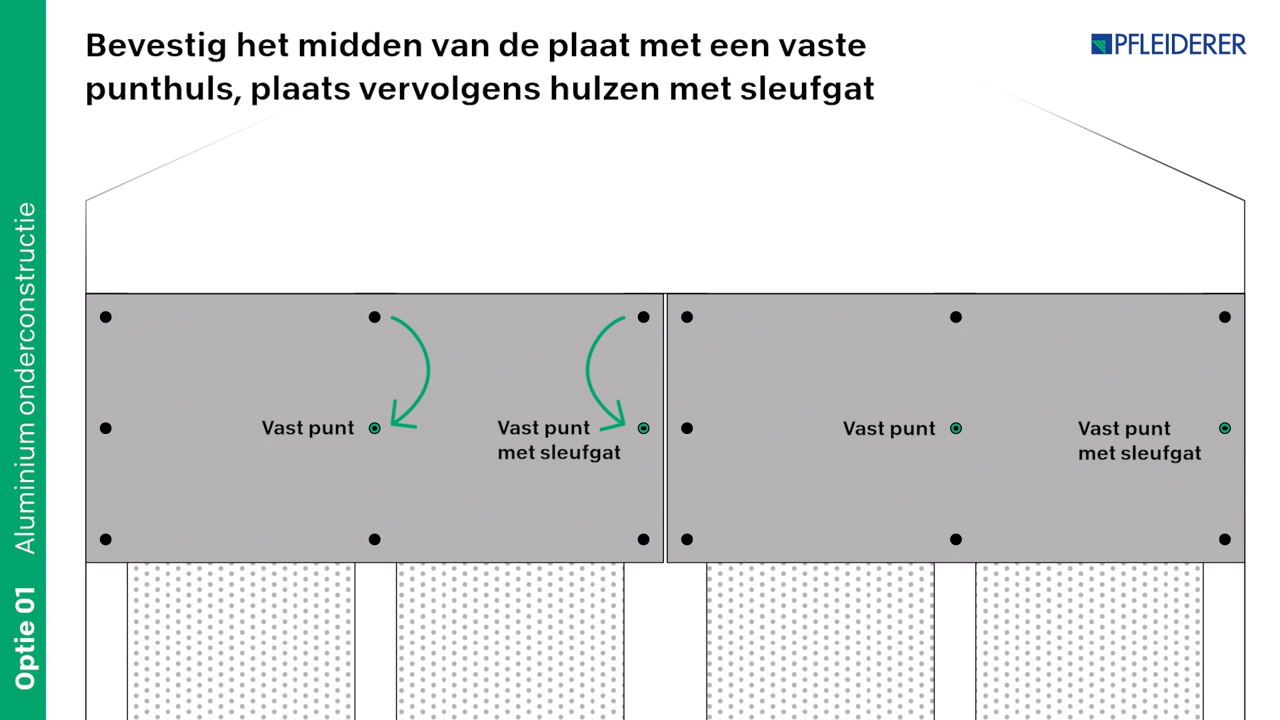 Bevestig het midden van de plaat met een vaste
punthuls, plaats vervolgens hulzen met sleufgat
PFLEIDERER
Optie 01 Aluminium onderconstructie
Vast punt
Vast punt
met sleufgat
Vast punt
Vast punt
met sleufgat